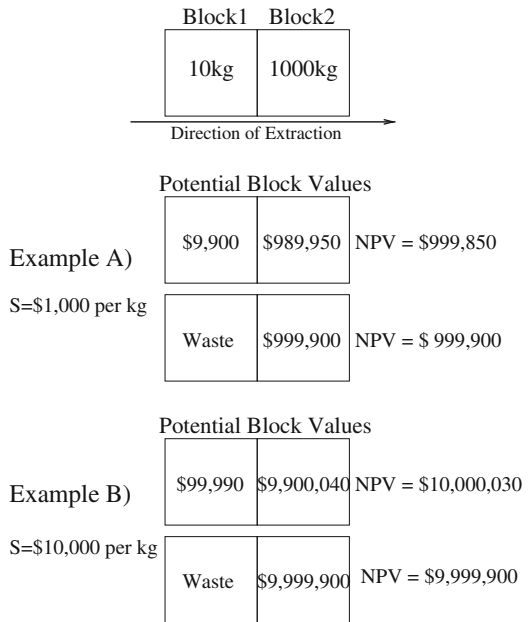 Block1 Block2
10kg 1000kg
Direction of Extraction
Potential Block Values
Example A)
S=$1,000 per kg
$9,900 $989,950 NPV = $999,850
Waste $999,900 NPV = $ 999,900
Potential Block Values
Example B)
S=$10,000 per kg
$99,990 $9,900,040 NPV = $10,000,030
Waste $9,999,900 NPV = $9,999,900